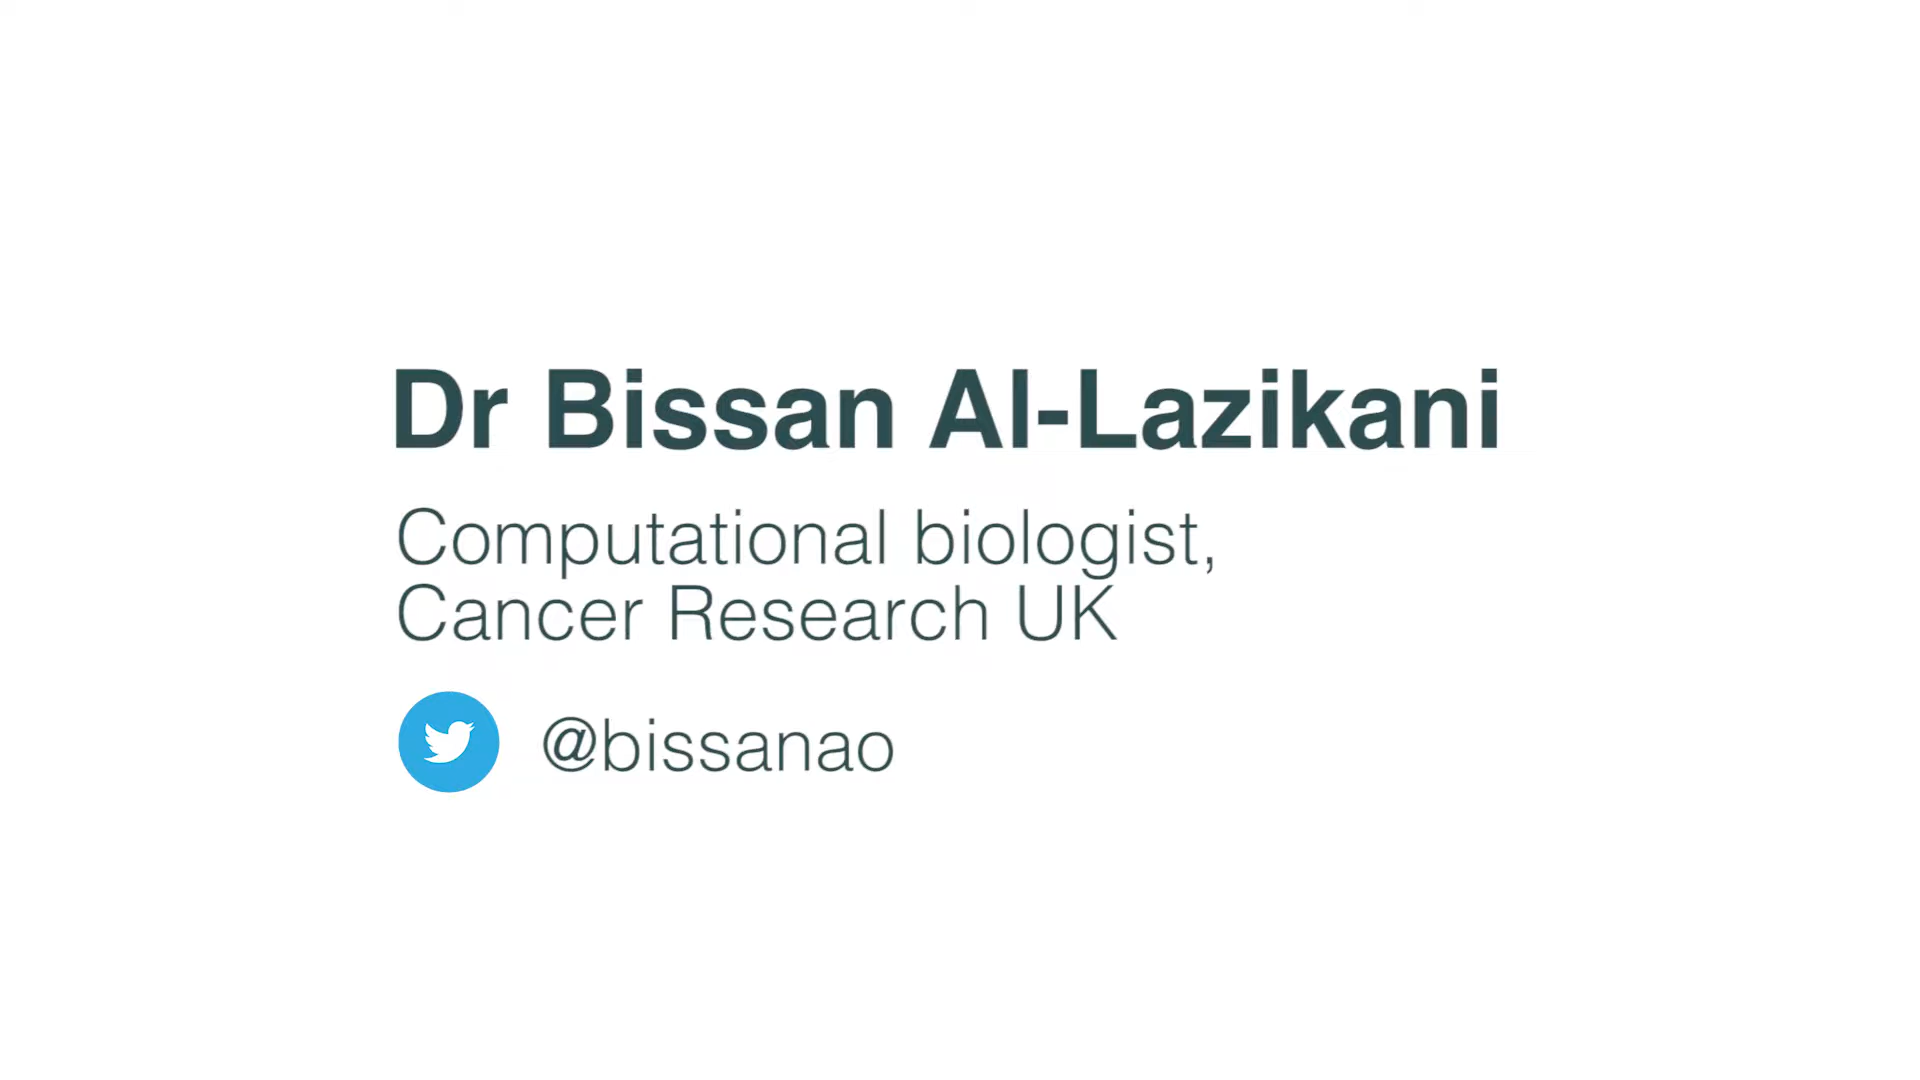 Dr Bissan Al-Lazikani
Computational biologist,
Cancer Research UK
@bissanao